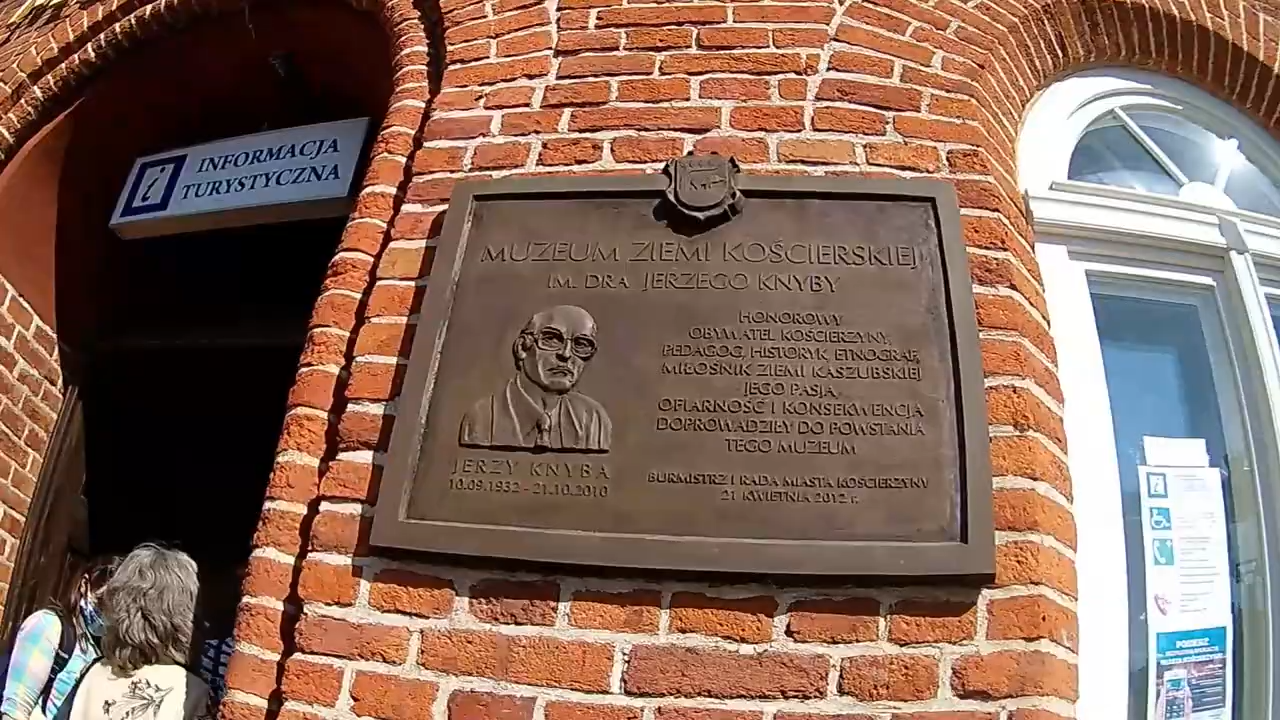 INFORMACJA
TURYSTYCZNA
MUZEUM ZIEMI KOŚCIERSKIEJ
IM. DRA JERZEGO KNYBY
HONOROWY
OBYWATEL KOŚCIERZYNY,
PEDAGOG, HISTORYK, ETNOGRAF,
MIŁOŚNIK ZIEMI KASZUBSKIEJ
JEGO PASJA,
OFIARNOŚĆ I KONSEKWENCJA
DOPROWADZIŁY DO POWSTANIA
TEGO MUZEUM
JERZY KNYBA
10.09.1932 - 21.10.2010
BURMISTRZ I RADA MIASTA KOŚCIERZYNY
21 KWIETNIA 2012 r.
POBIERZ